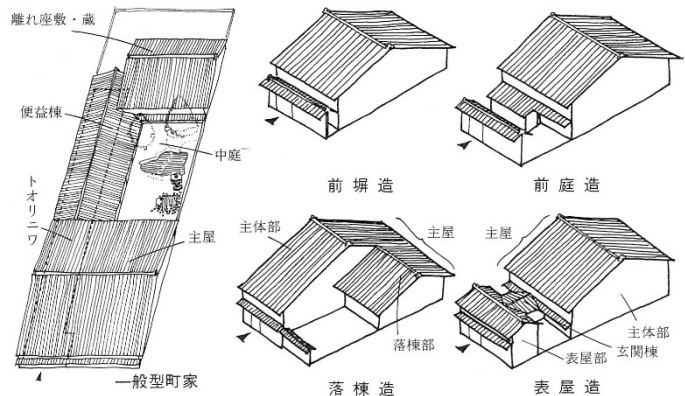 離れ座敷・蔵
便益棟
中庭
トオリニワ
主屋
一般型町家
前塀造
前庭造
主体部
主屋
落棟部
落棟造
主屋
主体部
玄関棟
表屋部
表屋造